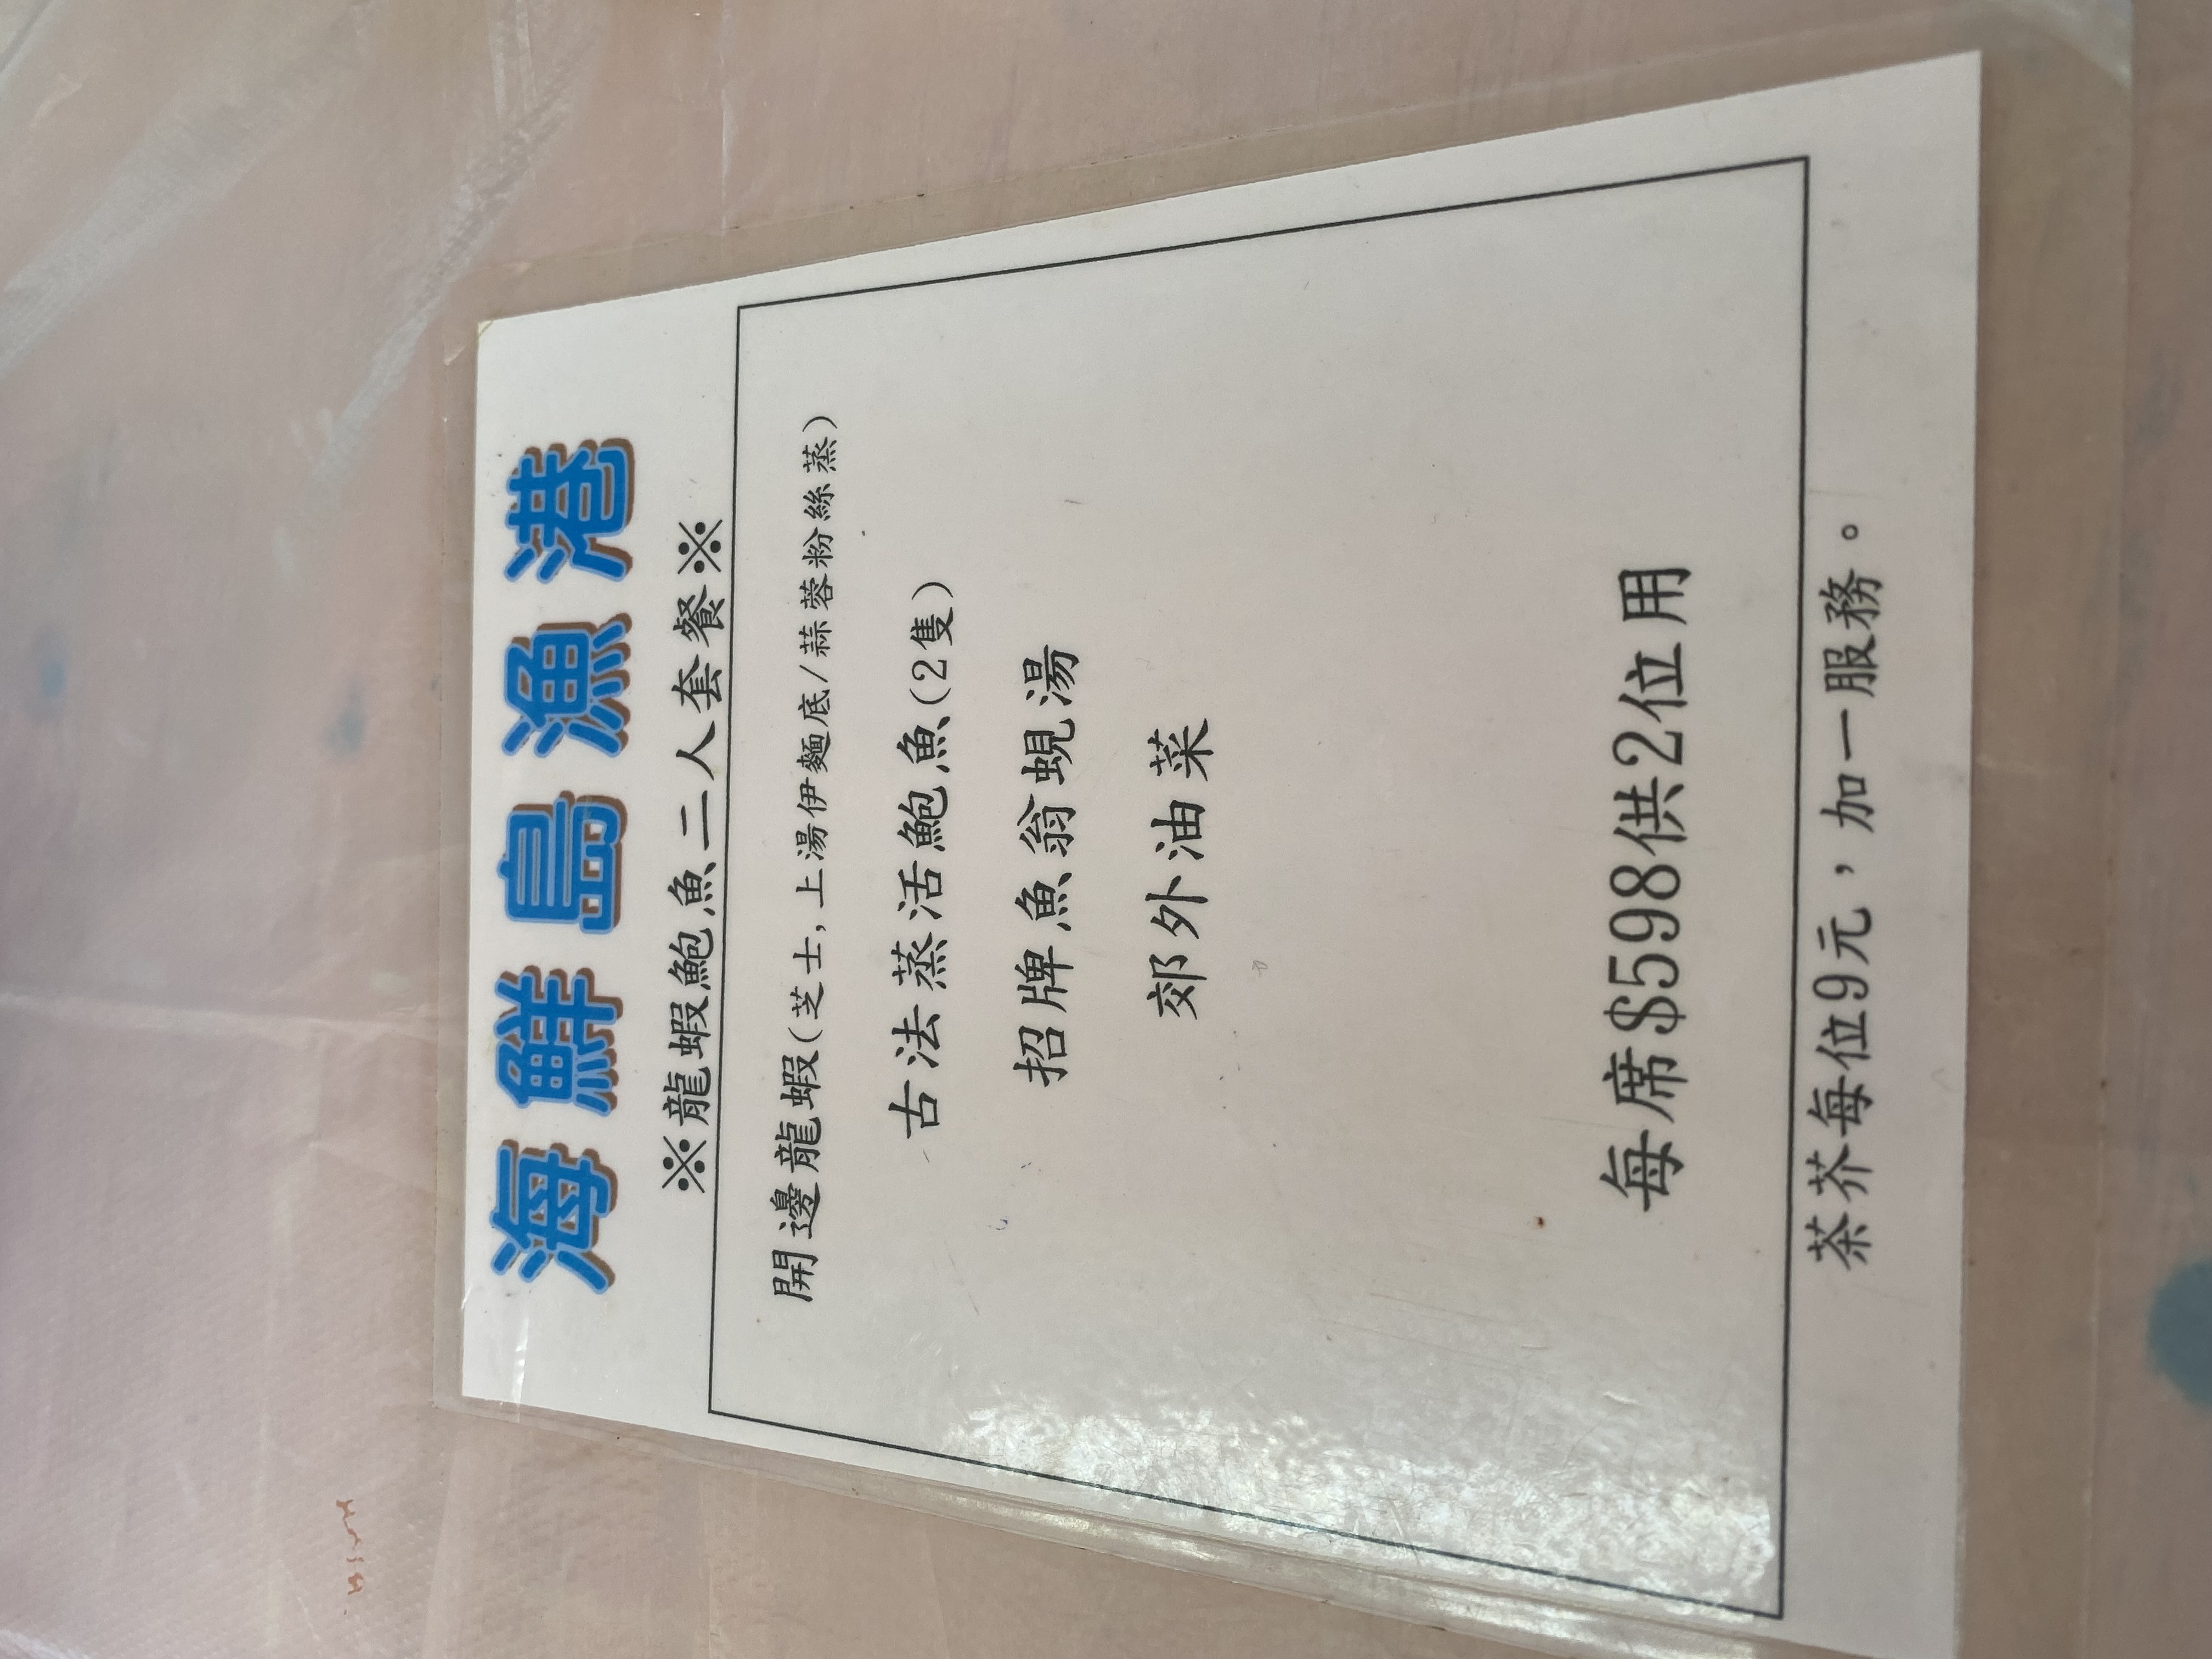 海鮮島漁港
※龍蝦鮑魚二人套餐※
開邊龍蝦(芝士,上湯伊麵底/蒜蓉粉絲蒸)
古法蒸活鮑魚(2隻)
招牌魚翁蜆湯
郊外油菜
每席$598供2位用
茶芥每位9元，加一服務。